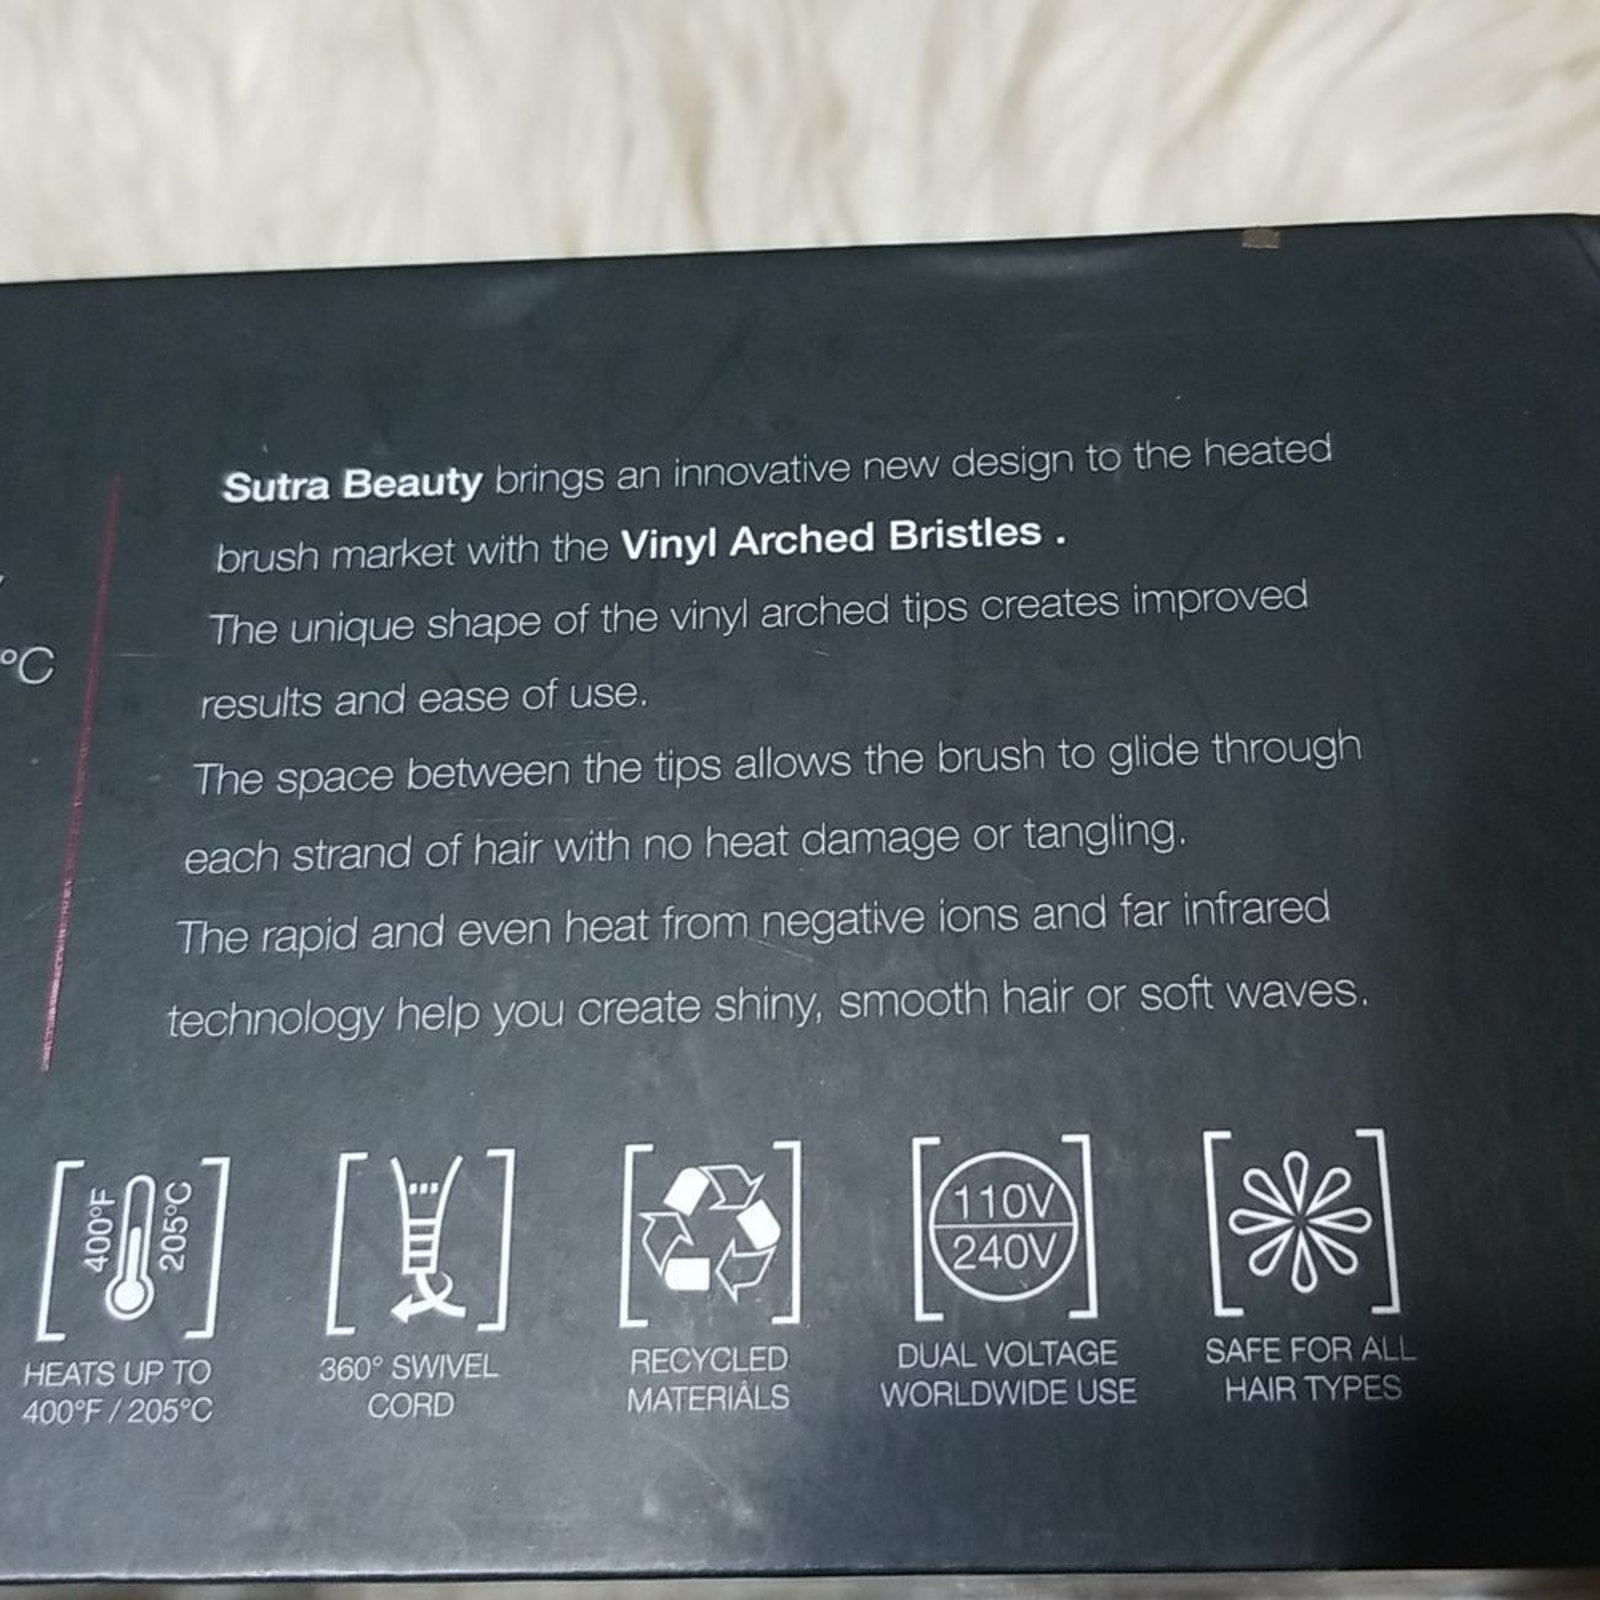 °C
Sutra Beauty brings an innovative new design to the heated
brush market with the Vinyl Arched Bristles .
The unique shape of the vinyl arched tips creates improved
results and ease of use.
The space between the tips allows the brush to glide through
each strand of hair with no heat damage or tangling.
The rapid and even heat from negative ions and far infrared
technology help you create shiny, smooth hair or soft waves.
400°F
205°C
110V
240V
HEATS UP TO
400°F / 205°C
360° SWIVEL
CORD
RECYCLED
MATERIALS
DUAL VOLTAGE
WORLDWIDE USE
SAFE FOR ALL
HAIR TYPES